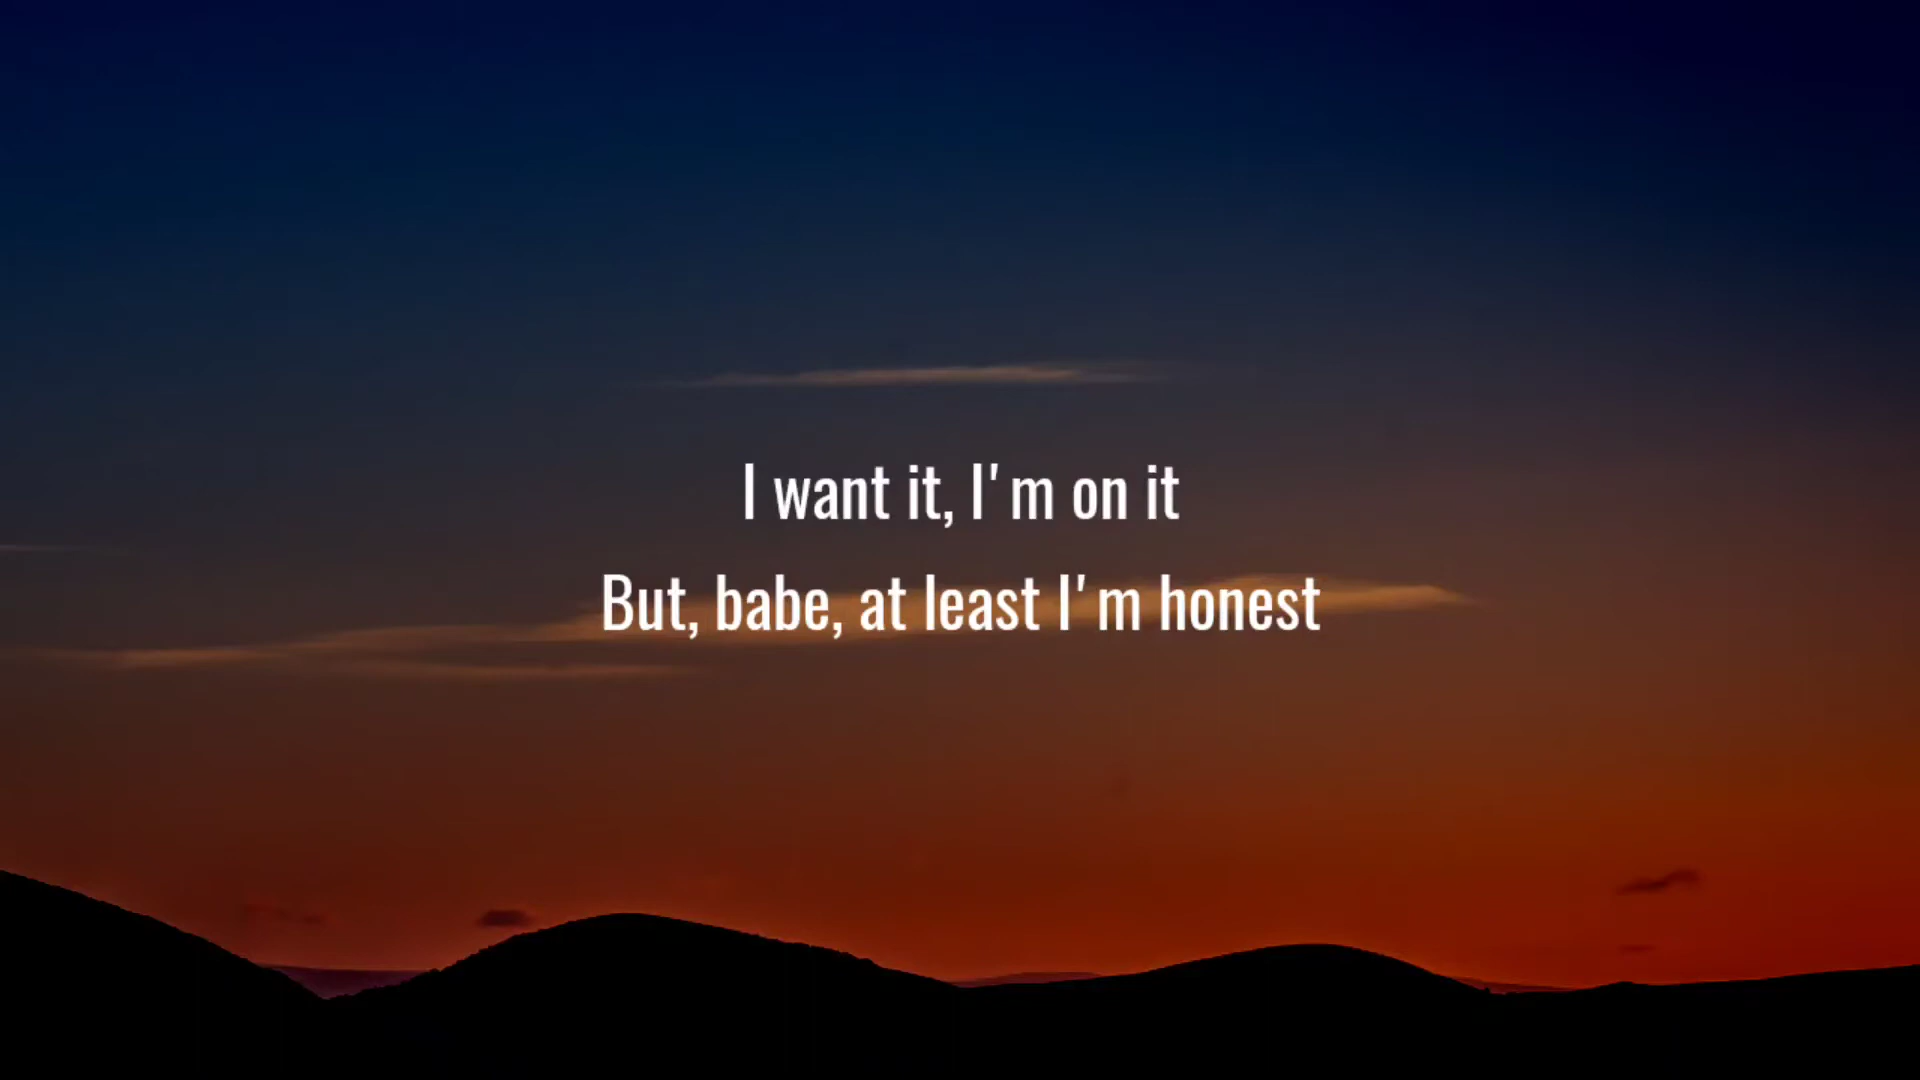 I want it, I'm on it
But, babe, at least I'm honest